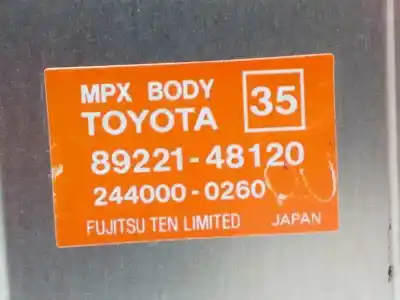 MPX BODY 35
TOYOTA
89221-48120
244000-0260
FUJITSU TEN LIMITED JAPAN